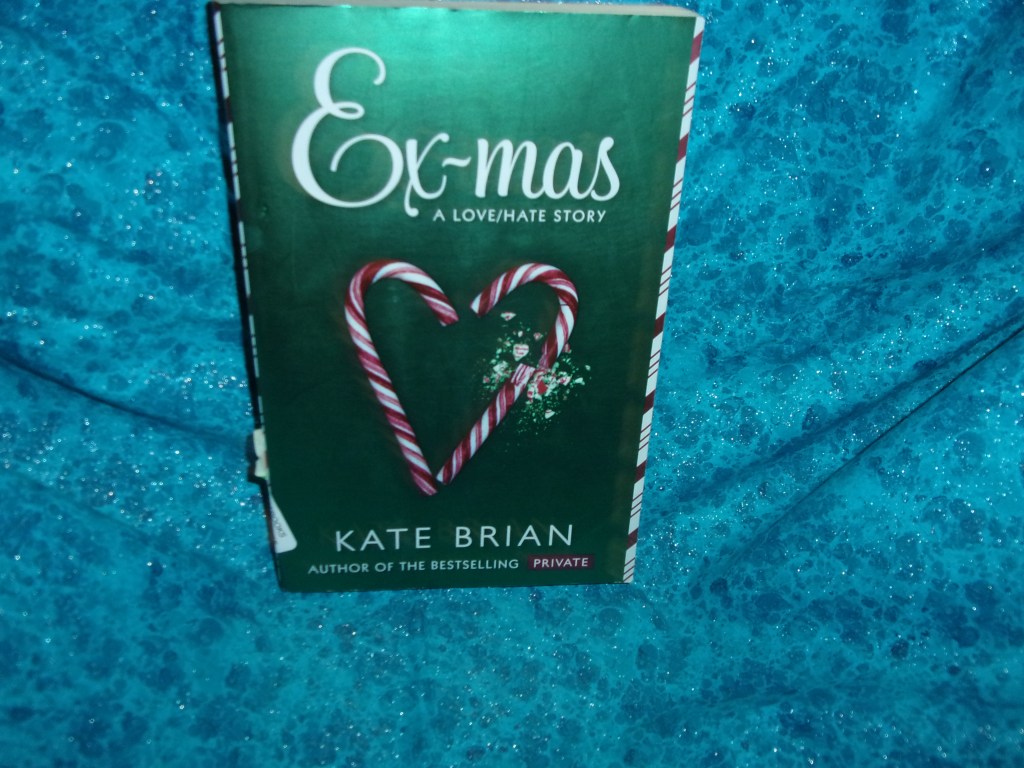 Ex-mas
A LOVE/HATE STORY
KATE BRIAN
AUTHOR OF THE BESTSELLING PRIVATE